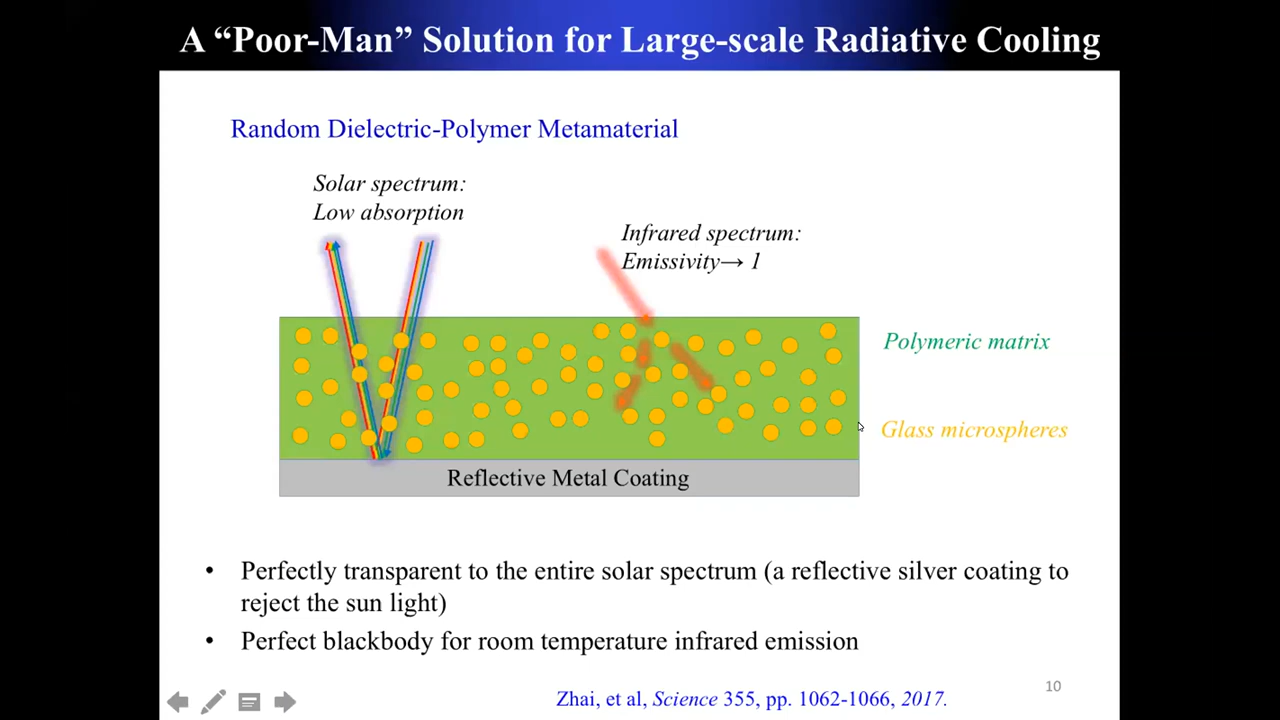 A “Poor-Man” Solution for Large-scale Radiative Cooling
Random Dielectric-Polymer Metamaterial
Solar spectrum:
Low absorption
Infrared spectrum:
Emissivity→ 1
Polymeric matrix
Glass microspheres
Reflective Metal Coating
• Perfectly transparent to the entire solar spectrum (a reflective silver coating to
reject the sun light)
• Perfect blackbody for room temperature infrared emission
10
Zhai, et al, Science 355, pp. 1062-1066, 2017.